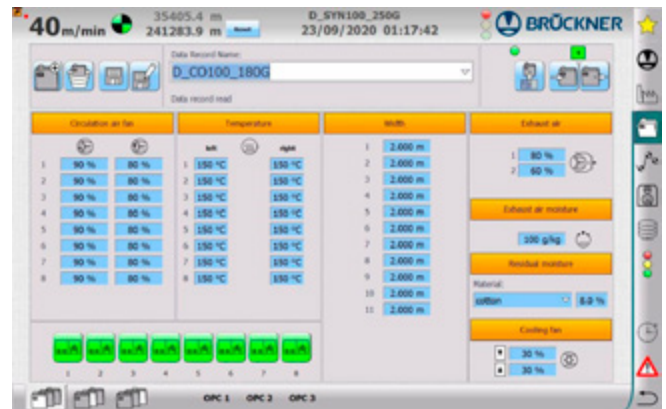 40 m/min 35405.4 m D_SYN100_250G BRÜCKNER
241283.9 m Reset 23/09/2020 01:17:42
Data Record Name:
D_CO100_180G
Data record read
Circulation air fan Temperature Width Exhaust air
left right
1 90 % 80 % 1 150 °C 150 °C 1 2.000 m 1 80 %
2 90 % 80 % 2 150 °C 150 °C 2 2.000 m 2 60 %
3 90 % 80 % 3 150 °C 150 °C 3 2.000 m
4 90 % 80 % 4 150 °C 150 °C 4 2.000 m Exhaust air moisture
5 90 % 80 % 5 150 °C 150 °C 5 2.000 m
6 90 % 80 % 6 150 °C 150 °C 6 2.000 m 100 g/kg
7 90 % 80 % 7 150 °C 150 °C 7 2.000 m
8 90 % 80 % 8 150 °C 150 °C 8 2.000 m Residual moisture
9 2.000 m Material:
10 2.000 m cotton 8.0 %
11 2.000 m
Cooling fan
30 %
30 %
1 2 3 4 5 6 7 8
OPC 1 OPC 2 OPC 3